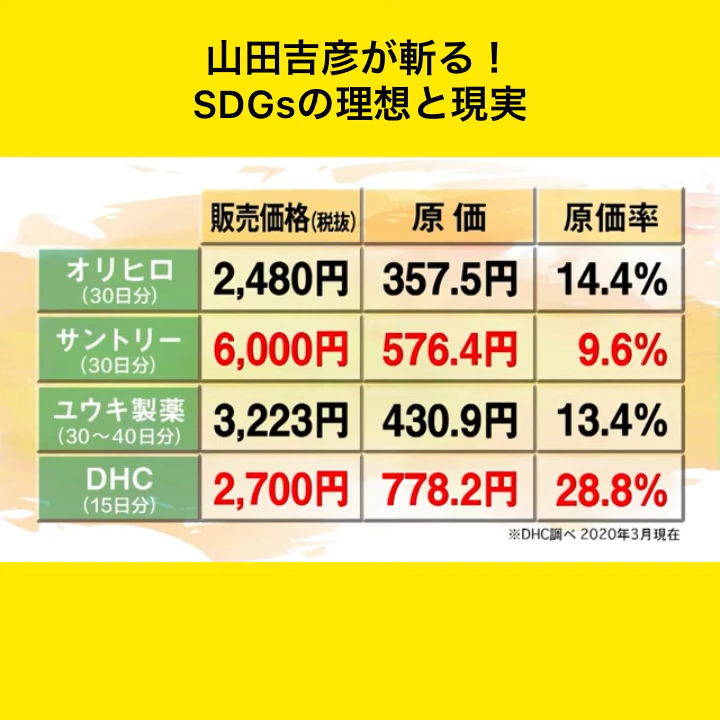 山田吉彦が斬る！
SDGsの理想と現実
販売価格(税抜) 原価 原価率
オリヒロ
(30日分) 2,480円 357.5円 14.4%
サントリー
(30日分) 6,000円 576.4円 9.6%
ユウキ製薬
(30〜40日分) 3,223円 430.9円 13.4%
DHC
(15日分) 2,700円 778.2円 28.8%
※DHC調べ 2020年3月現在